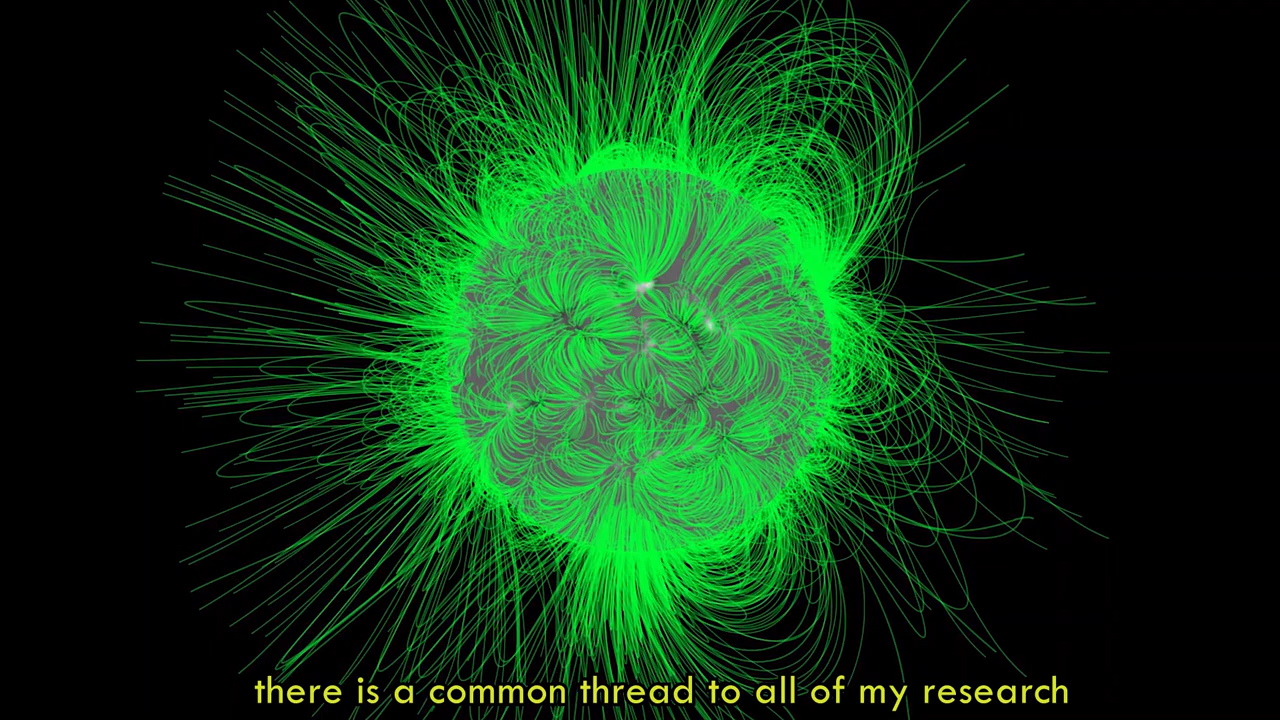 there is a common thread to all of my research